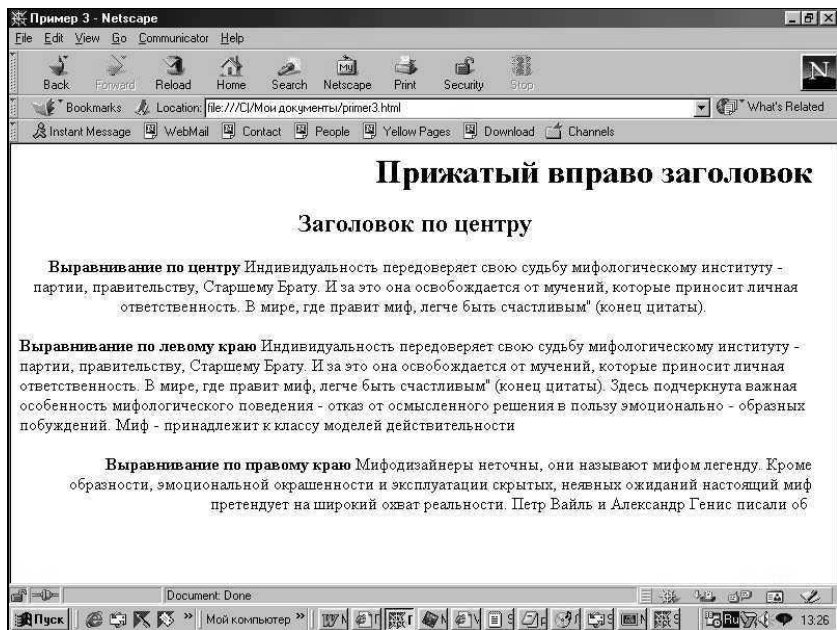 Пример 3 - Netscape
File Edit View Go Communicator Help
Back Forward Reload Home Search Netscape Print Security Stop
N
Bookmarks Location: file:///C|/Мои документы/primer3.html What's Related
Instant Message WebMail Contact People Yellow Pages Download Channels
Прижатый вправо заголовок
Заголовок по центру
Выравнивание по центру Индивидуальность передоверяет свою судьбу мифологическому институту -
партии, правительству, Старшему Брату. И за это она освобождается от мучений, которые приносит личная
ответственность. В мире, где правит миф, легче быть счастливым" (конец цитаты).
Выравнивание по левому краю Индивидуальность передоверяет свою судьбу мифологическому институту -
партии, правительству, Старшему Брату. И за это она освобождается от мучений, которые приносит личная
ответственность. В мире, где правит миф, легче быть счастливым" (конец цитаты). Здесь подчеркнута важная
особенность мифологического поведения - отказ от осмысленного решения в пользу эмоционально - образных
побуждений. Миф - принадлежит к классу моделей действительности
Выравнивание по правому краю Мифодизайнеры неточны, они называют мифом легенду. Кроме
образности, эмоциональной окрашенности и эксплуатации скрытых, неявных ожиданий настоящий миф
претендует на широкий охват реальности. Петр Вайль и Александр Генис писали об
Document: Done
Пуск Мой компьютер » Ru 13:26